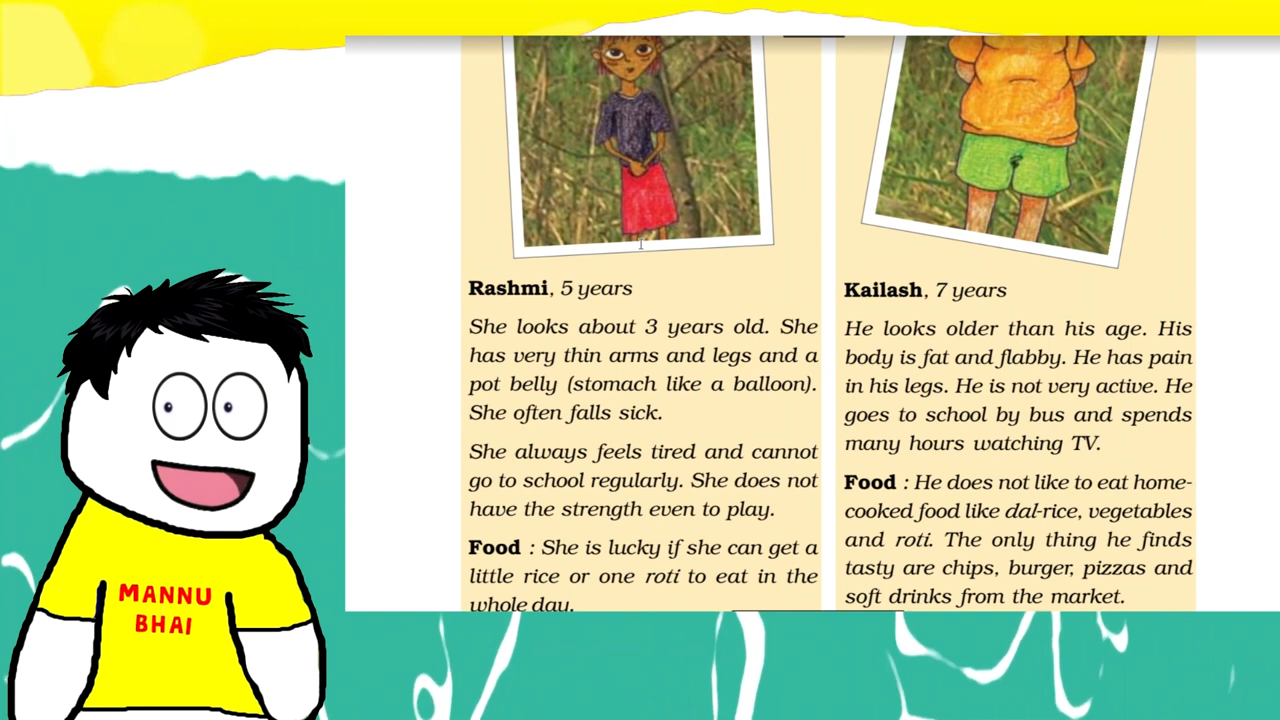 MANNU
BHAI
Rashmi, 5 years
She looks about 3 years old. She
has very thin arms and legs and a
pot belly (stomach like a balloon).
She often falls sick.
She always feels tired and cannot
go to school regularly. She does not
have the strength even to play.
Food : She is lucky if she can get a
little rice or one roti to eat in the
whole day.
Kailash, 7 years
He looks older than his age. His
body is fat and flabby. He has pain
in his legs. He is not very active. He
goes to school by bus and spends
many hours watching TV.
Food : He does not like to eat home-
cooked food like dal-rice, vegetables
and roti. The only thing he finds
tasty are chips, burger, pizzas and
soft drinks from the market.